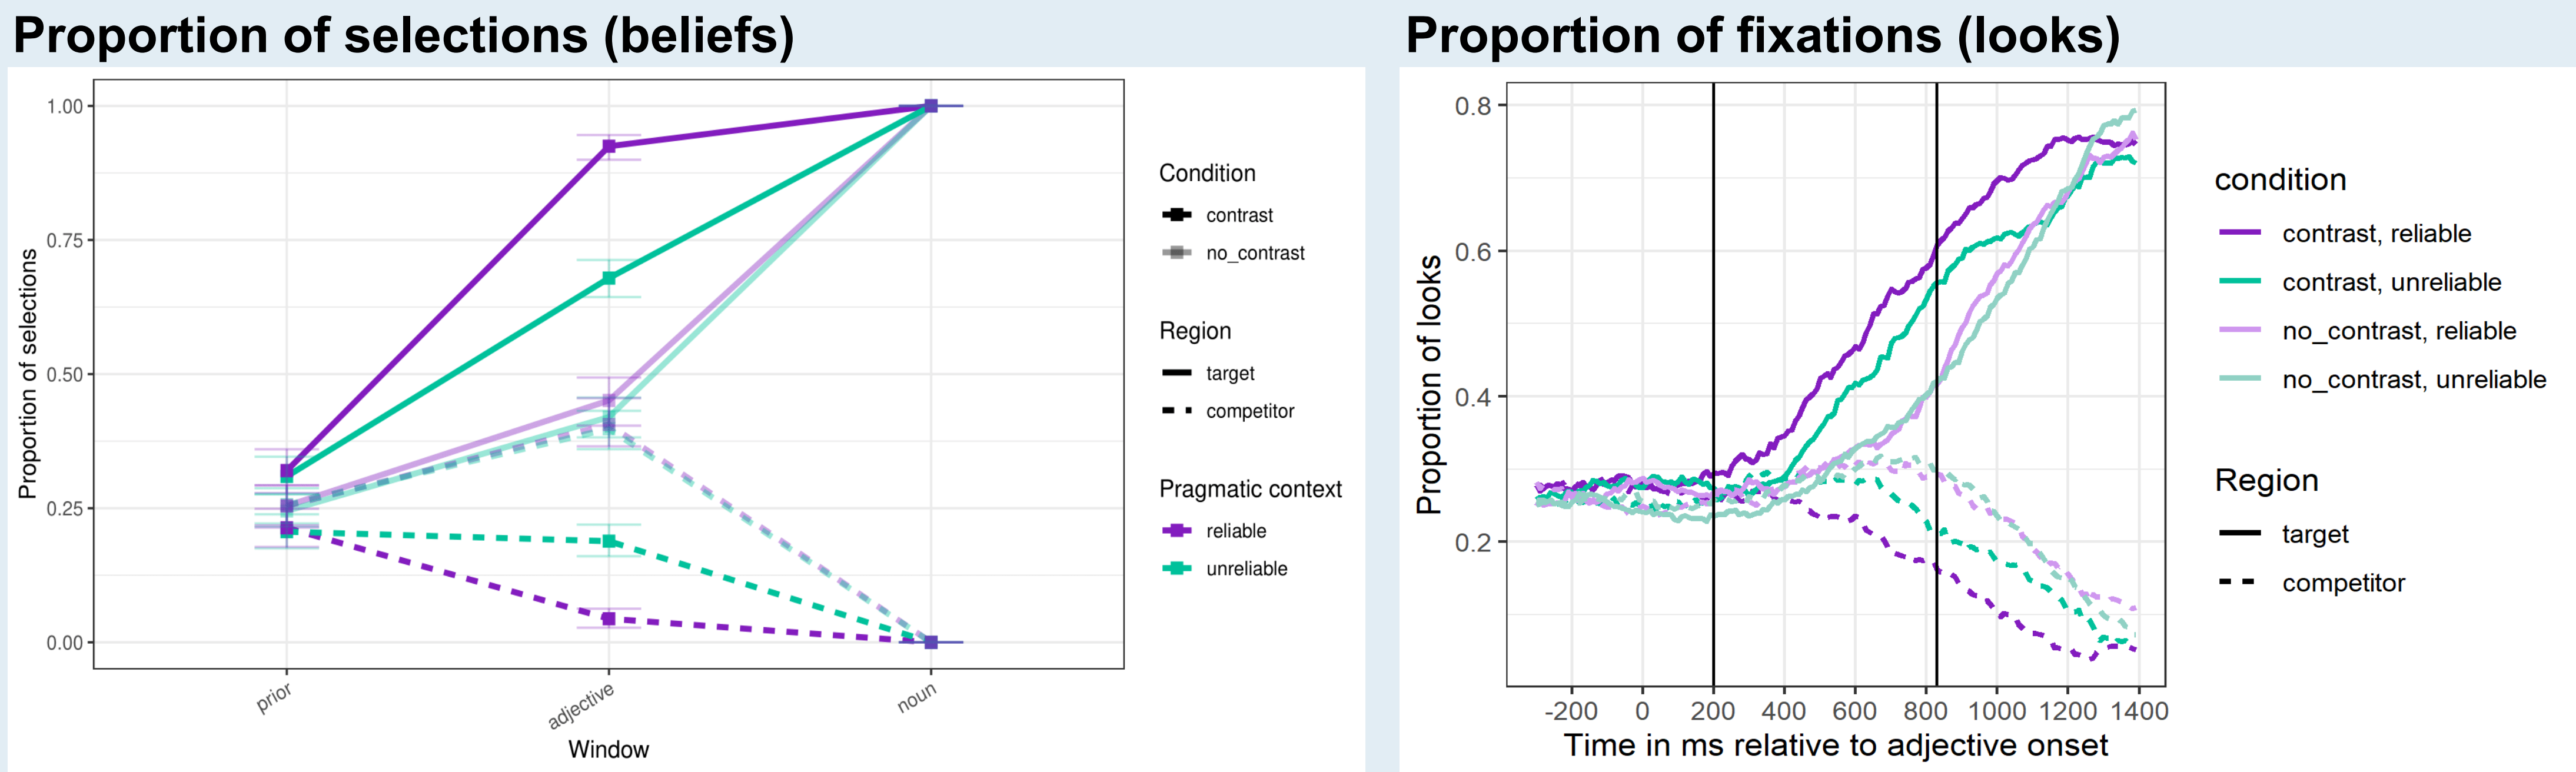 Proportion of selections (beliefs)
1.00
0.75
0.50
0.25
0.00
Proportion of selections
prior
adjective
noun
Window
Condition
contrast
no_contrast
Region
target
competitor
Pragmatic context
reliable
unreliable
Proportion of fixations (looks)
0.8
0.6
0.4
0.2
Proportion of looks
-200 0 200 400 600 800 1000 1200 1400
Time in ms relative to adjective onset
condition
contrast, reliable
contrast, unreliable
no_contrast, reliable
no_contrast, unreliable
Region
target
competitor